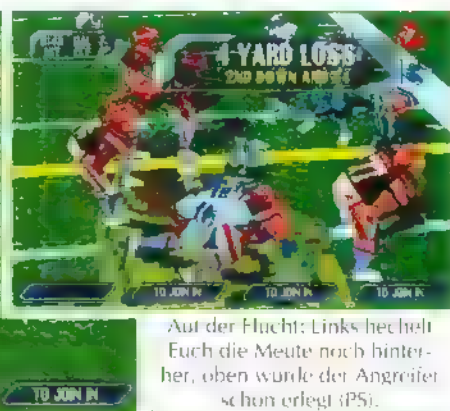 4 YARD LOSS
2ND DOWN AND
TO JOIN IN TO JOIN IN TO JOIN IN
TO JOIN IN
Auf der Flucht: Links hechelt
Euch die Meute noch hinter-
her, oben wurde der Angreifer
schon erlegt (PS).